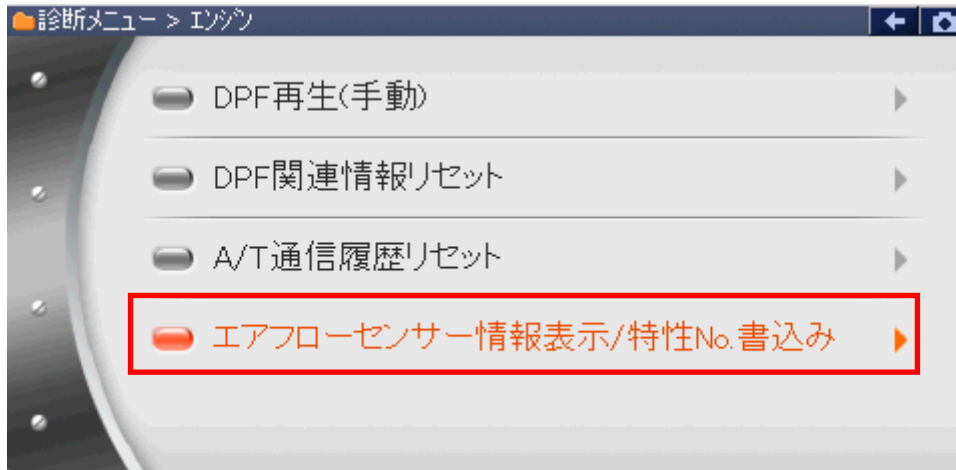 診断メニュー > エンジン
DPF再生(手動)
DPF関連情報リセット
A/T通信履歴リセット
エアフローセンサー情報表示/特性No.書込み